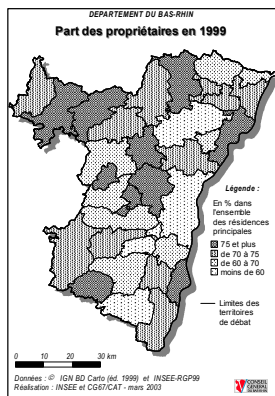 DEPARTEMENT DU BAS-RHIN
Part des propriétaires en 1999
Légende :
En % dans
l'ensemble
des résidences
principales
75 et plus
de 70 à 75
de 60 à 70
moins de 60
Limites des
territoires
de débat
0 10 20 30 km
Données : © IGN BD Carto (éd. 1999) et INSEE-RGP99
Réalisation : INSEE et CG67/CAT - mars 2003
CONSEIL
GENERAL